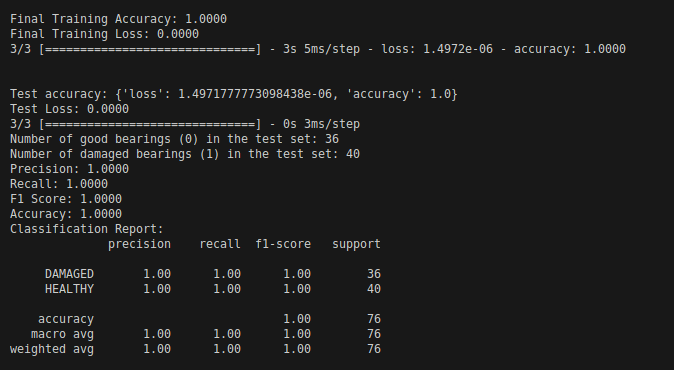 Final Training Accuracy: 1.0000
Final Training Loss: 0.0000
3/3 [==============================] - 3s 5ms/step - loss: 1.4972e-06 - accuracy: 1.0000
Test accuracy: {'loss': 1.4971777773098438e-06, 'accuracy': 1.0}
Test Loss: 0.0000
3/3 [==============================] - 0s 3ms/step
Number of good bearings (0) in the test set: 36
Number of damaged bearings (1) in the test set: 40
Precision: 1.0000
Recall: 1.0000
F1 Score: 1.0000
Accuracy: 1.0000
Classification Report:
              precision    recall  f1-score   support
     DAMAGED       1.00      1.00      1.00        36
     HEALTHY       1.00      1.00      1.00        40
    accuracy                           1.00        76
   macro avg       1.00      1.00      1.00        76
weighted avg       1.00      1.00      1.00        76